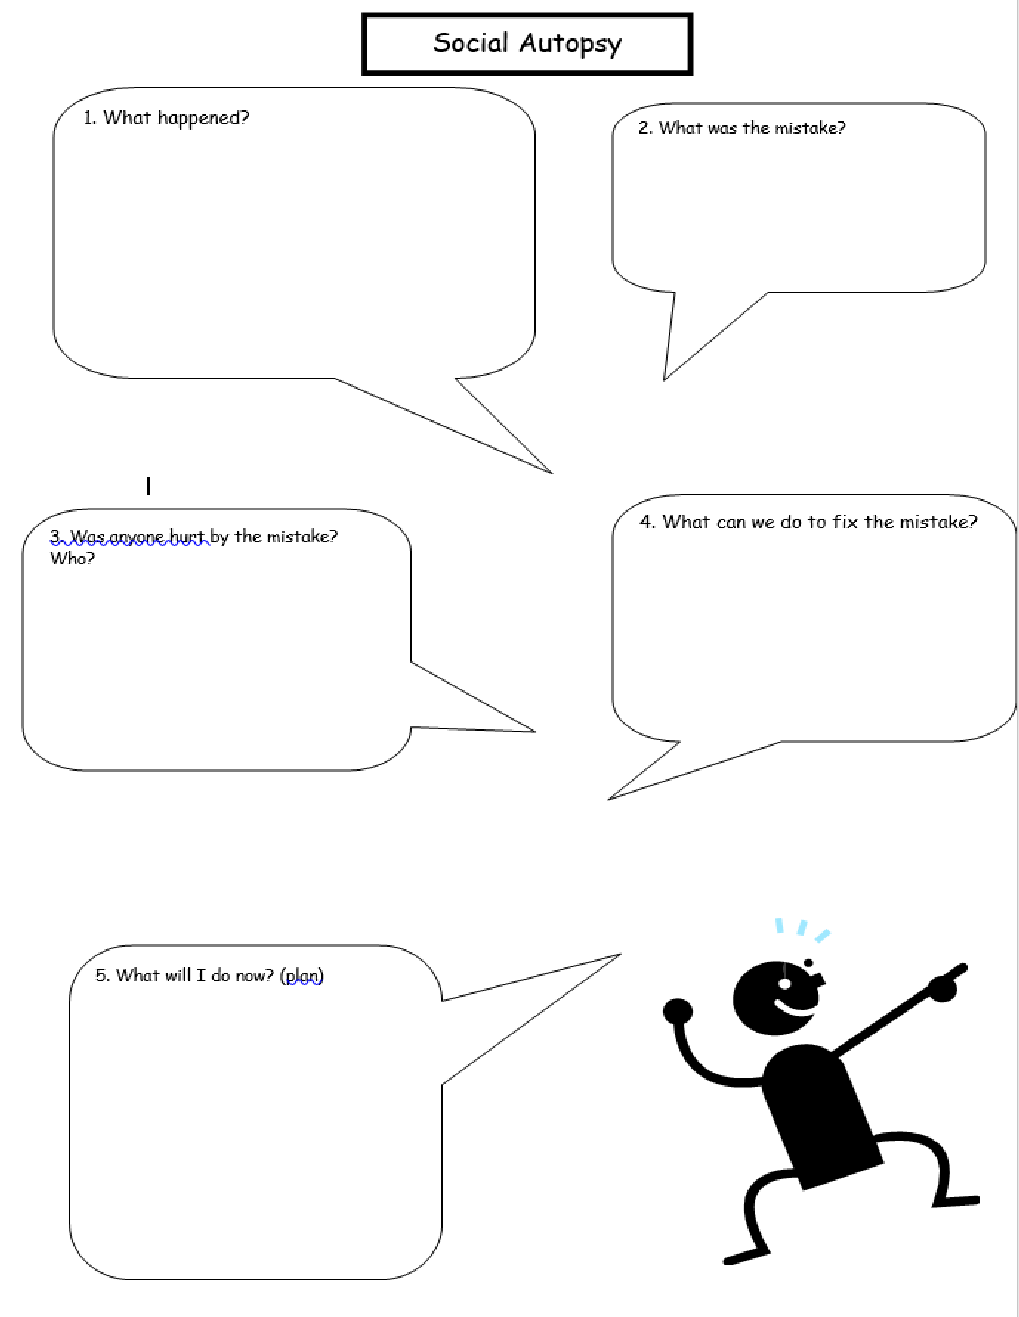 Social Autopsy
1. What happened?
2. What was the mistake?
3. Was anyone hurt by the mistake?
Who?
4. What can we do to fix the mistake?
5. What will I do now? (plan)